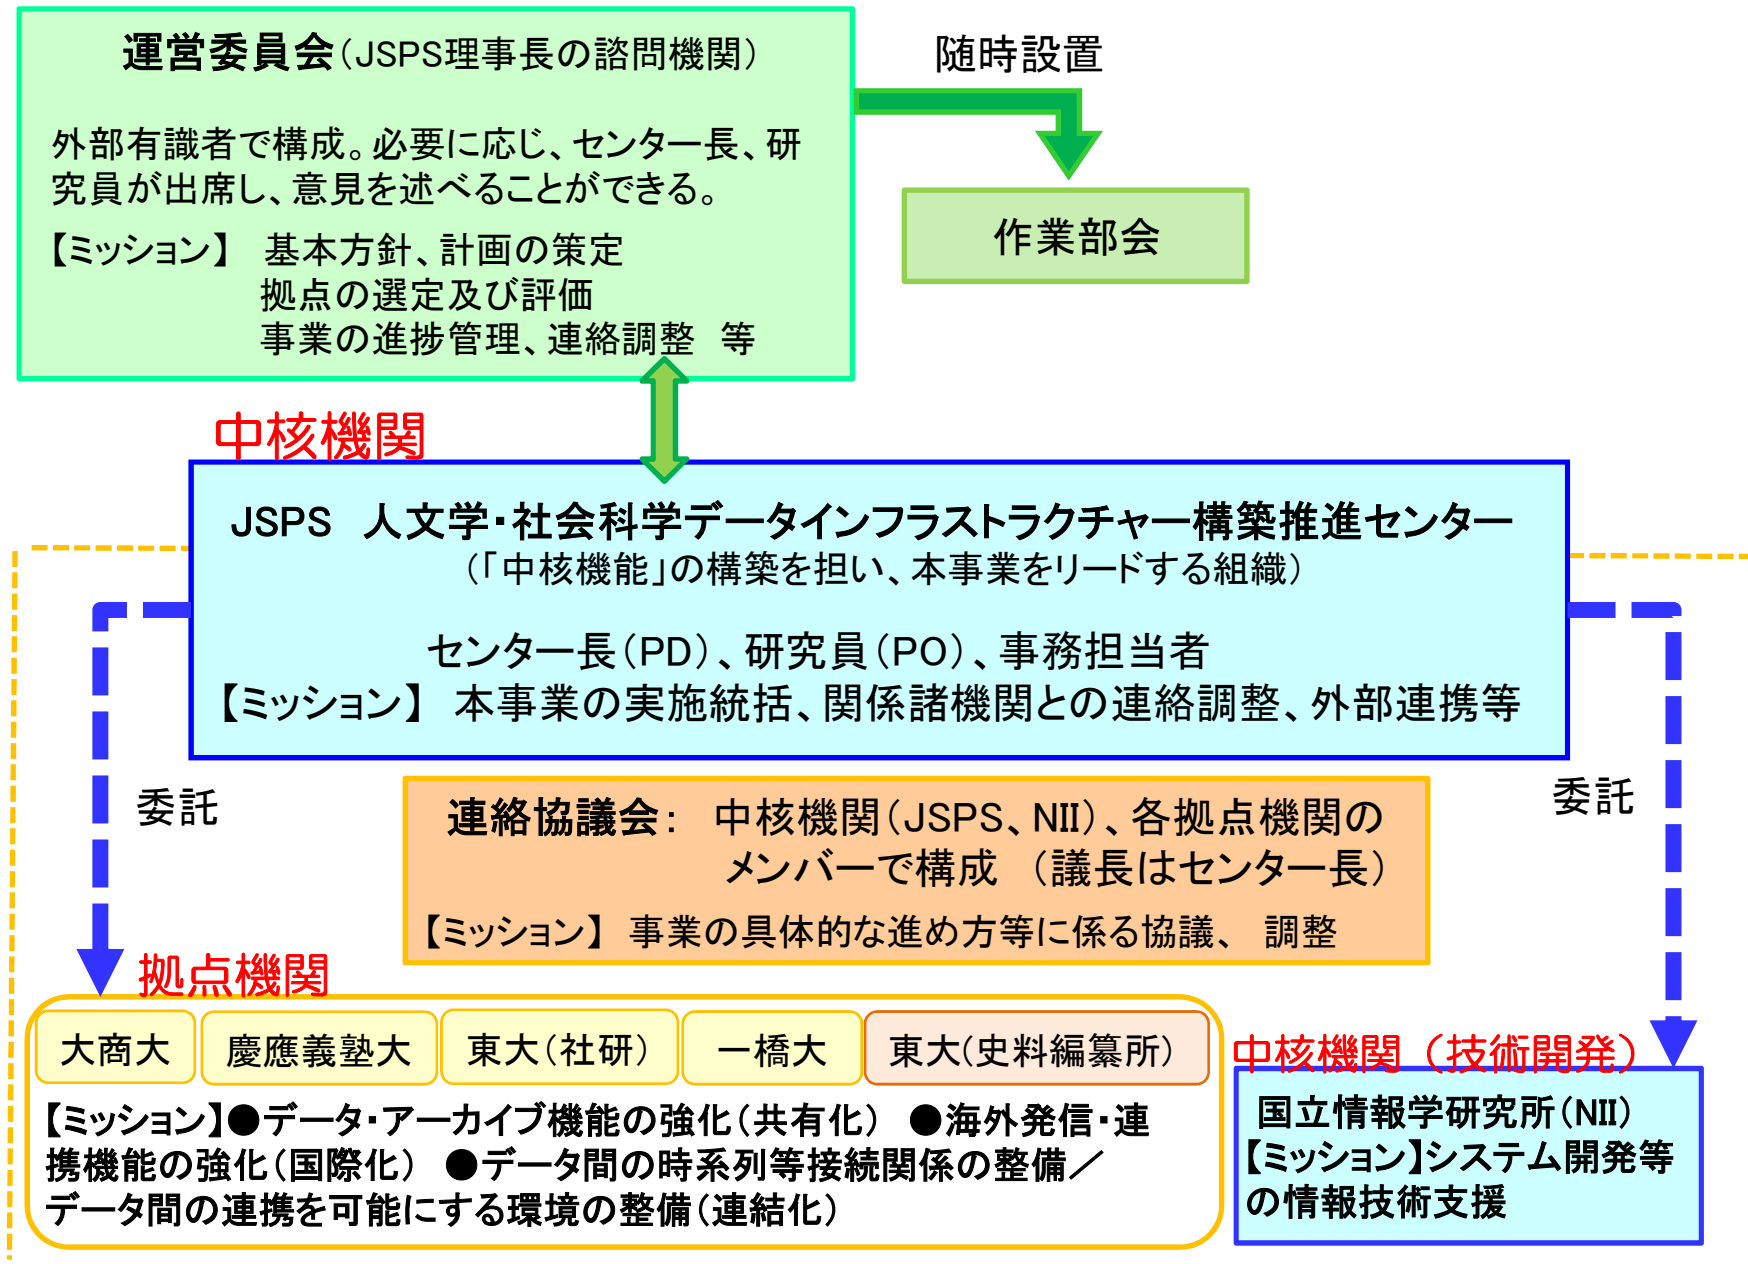 運営委員会(JSPS理事長の諮問機関)
外部有識者で構成。必要に応じ、センター長、研
究員が出席し、意見を述べることができる。
【ミッション】 基本方針、計画の策定
拠点の選定及び評価
事業の進捗管理、連絡調整 等
随時設置
作業部会
中核機関
JSPS 人文学・社会科学データインフラストラクチャー構築推進センター
(「中核機能」の構築を担い、本事業をリードする組織)
センター長(PD)、研究員(PO)、事務担当者
【ミッション】 本事業の実施統括、関係諸機関との連絡調整、外部連携等
委託
委託
連絡協議会: 中核機関(JSPS、NII)、各拠点機関の
メンバーで構成 (議長はセンター長)
【ミッション】 事業の具体的な進め方等に係る協議、 調整
拠点機関
大商大
慶應義塾大
東大(社研)
一橋大
東大(史料編纂所)
【ミッション】●データ・アーカイブ機能の強化(共有化) ●海外発信・連
携機能の強化(国際化) ●データ間の時系列等接続関係の整備/
データ間の連携を可能にする環境の整備(連結化)
中核機関(技術開発)
国立情報学研究所(NII)
【ミッション】システム開発等
の情報技術支援